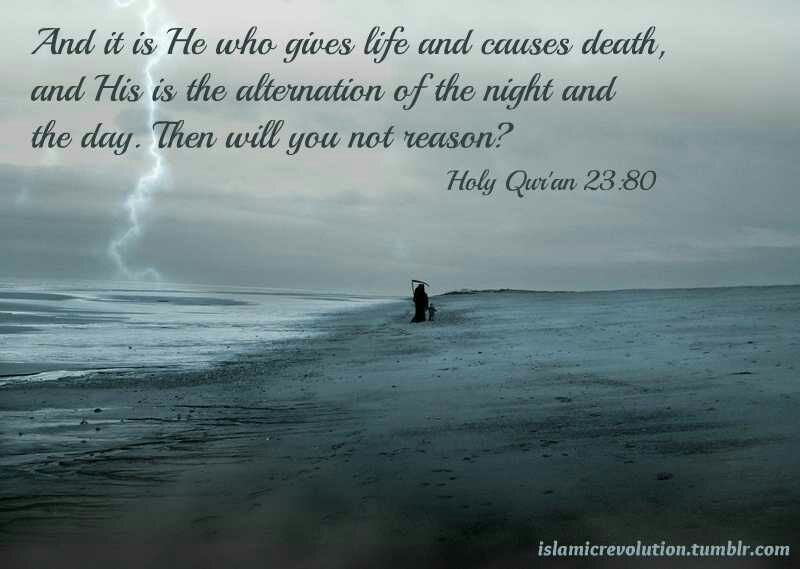 And it is He who gives life and causes death,
and His is the alternation of the night and
the day. Then will you not reason?
Holy Qur'an 23:80
islamicrevolution.tumblr.com